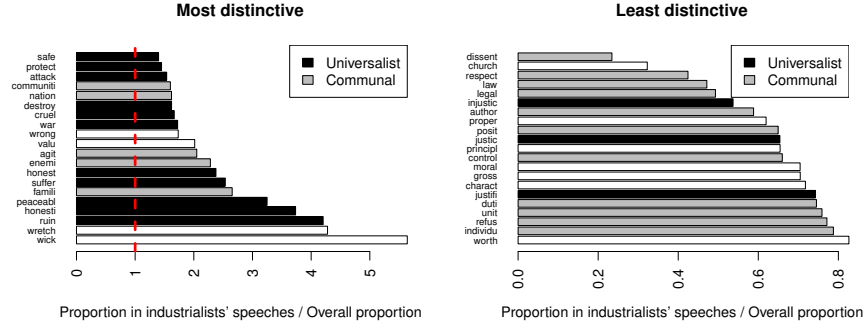 Most distinctive
safe
protect
attack
communiti
nation
destroy
cruel
war
wrong
valu
agit
enemi
honest
suffer
famili
peaceabl
honesti
ruin
wretch
wick
Universalist
Communal
0 1 2 3 4 5
Proportion in industrialists' speeches / Overall proportion
Least distinctive
dissent
church
respect
law
legal
injustic
author
proper
posit
justic
principl
control
moral
gross
charact
justifi
duti
unit
refus
individu
worth
Universalist
Communal
0.0 0.2 0.4 0.6 0.8
Proportion in industrialists' speeches / Overall proportion